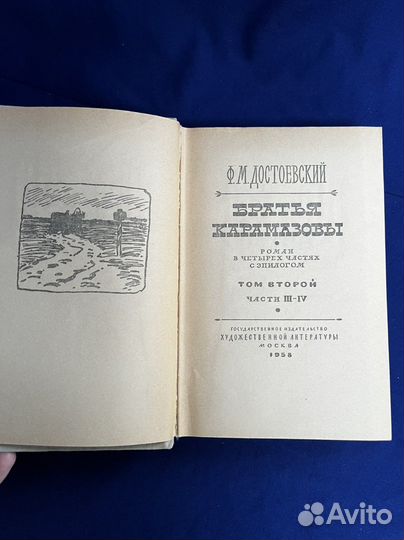 Ф.М.ДОСТОЕВСКИЙ
БРАТЬЯ
КАРАМАЗОВЫ
РОМАН
В ЧЕТЫРЕХ ЧАСТЯХ
С ЭПИЛОГОМ
ТОМ ВТОРОЙ
ЧАСТИ III–IV
ГОСУДАРСТВЕННОЕ ИЗДАТЕЛЬСТВО
ХУДОЖЕСТВЕННОЙ ЛИТЕРАТУРЫ
МОСКВА
1958
Avito